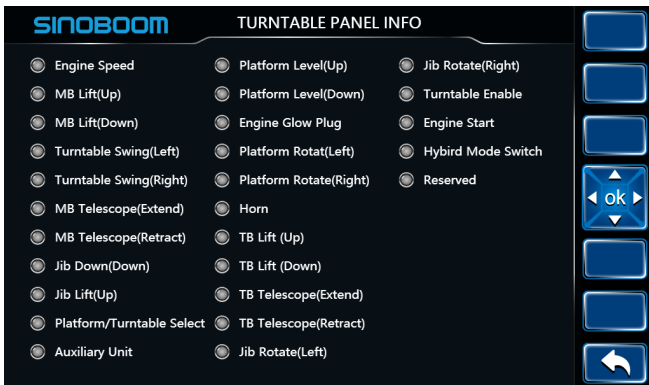 SINOBOOM
TURNTABLE PANEL INFO
Engine Speed
MB Lift(Up)
MB Lift(Down)
Turntable Swing(Left)
Turntable Swing(Right)
MB Telescope(Extend)
MB Telescope(Retract)
Jib Down(Down)
Jib Lift(Up)
Platform/Turntable Select
Auxiliary Unit
Platform Level(Up)
Platform Level(Down)
Engine Glow Plug
Platform Rotat(Left)
Platform Rotate(Right)
Horn
TB Lift (Up)
TB Lift (Down)
TB Telescope(Extend)
TB Telescope(Retract)
Jib Rotate(Left)
Jib Rotate(Right)
Turntable Enable
Engine Start
Hybird Mode Switch
Reserved
ok